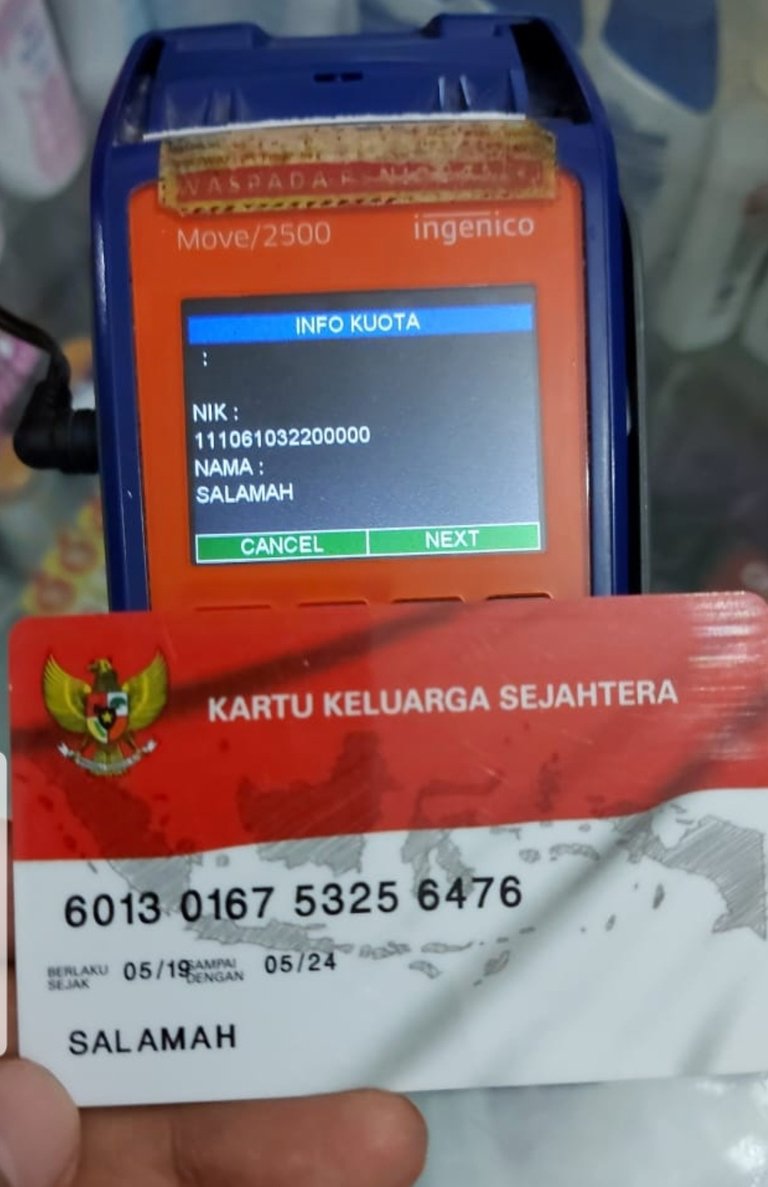 WASPADA
Move/2500
ingenico
INFO KUOTA
:
NIK :
111061032200000
NAMA :
SALAMAH
CANCEL
NEXT
KARTU KELUARGA SEJAHTERA
6013 0167 5325 6476
BERLAKU SEJAK 05/19 SAMPAI DENGAN 05/24
SALAMAH